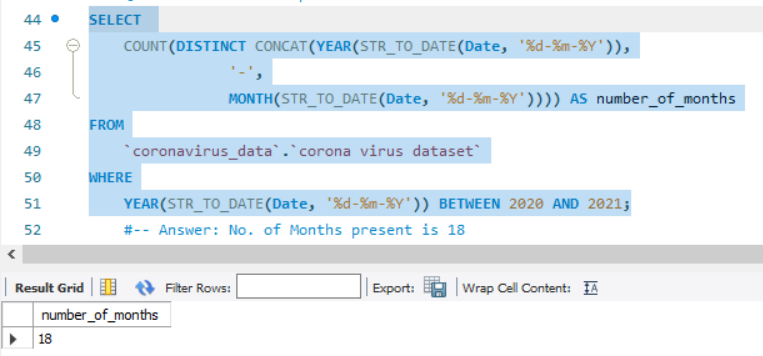 44 SELECT
45 COUNT(DISTINCT CONCAT(YEAR(STR_TO_DATE(Date, '%d-%m-%Y')),
46 '-',
47 MONTH(STR_TO_DATE(Date, '%d-%m-%Y')))) AS number_of_months
48 FROM
49 `coronavirus_data`.`corona virus dataset`
50 WHERE
51 YEAR(STR_TO_DATE(Date, '%d-%m-%Y')) BETWEEN 2020 AND 2021;
52 #-- Answer: No. of Months present is 18
Result Grid Filter Rows: Export: Wrap Cell Content: IA
number_of_months
18